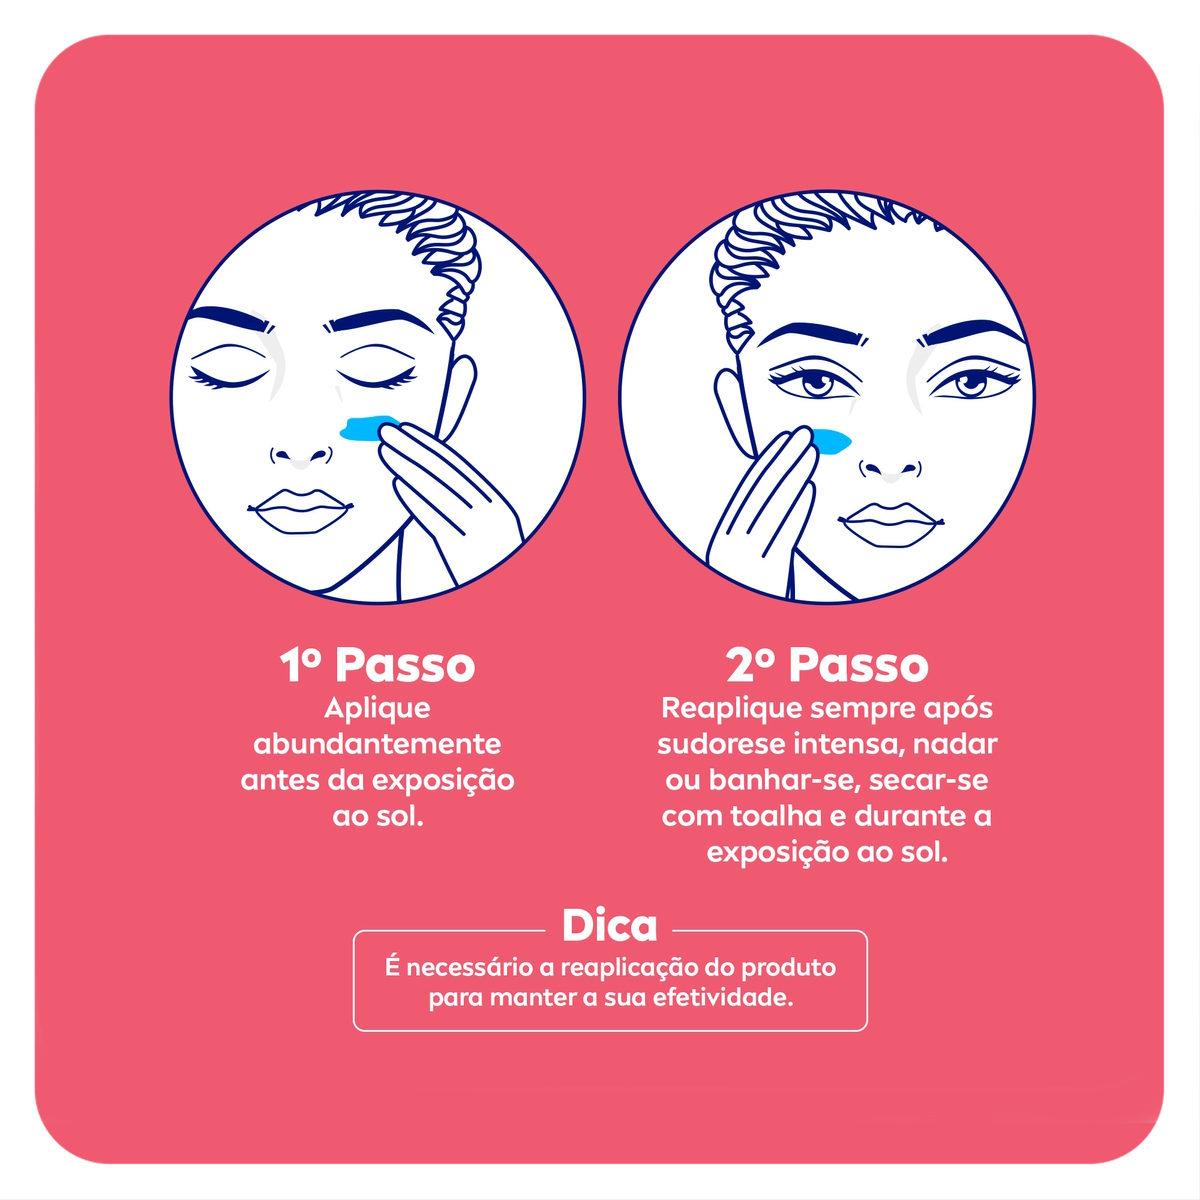 1º Passo
Aplique
abundantemente
antes da exposição
ao sol.
2º Passo
Reaplique sempre após
sudorese intensa, nadar
ou banhar-se, secar-se
com toalha e durante a
exposição ao sol.
Dica
É necessário a reaplicação do produto
para manter a sua efetividade.